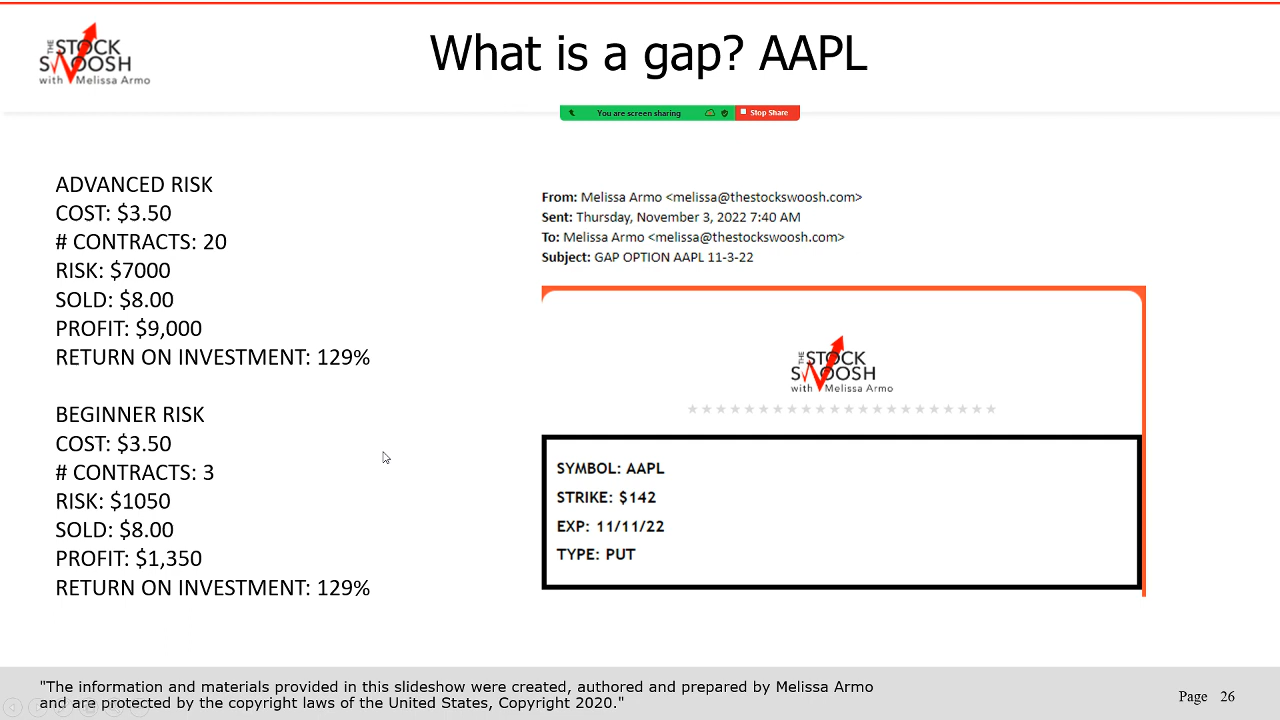 THE STOCK SWOOSH
with Melissa Armo
What is a gap? AAPL
You are screen sharing
Stop Share
ADVANCED RISK
COST: $3.50
# CONTRACTS: 20
RISK: $7000
SOLD: $8.00
PROFIT: $9,000
RETURN ON INVESTMENT: 129%
BEGINNER RISK
COST: $3.50
# CONTRACTS: 3
RISK: $1050
SOLD: $8.00
PROFIT: $1,350
RETURN ON INVESTMENT: 129%
From: Melissa Armo <melissa@thestockswoosh.com>
Sent: Thursday, November 3, 2022 7:40 AM
To: Melissa Armo <melissa@thestockswoosh.com>
Subject: GAP OPTION AAPL 11-3-22
THE STOCK SWOOSH
with Melissa Armo
SYMBOL: AAPL
STRIKE: $142
EXP: 11/11/22
TYPE: PUT
"The information and materials provided in this slideshow were created, authored and prepared by Melissa Armo
and are protected by the copyright laws of the United States, Copyright 2020."
Page 26